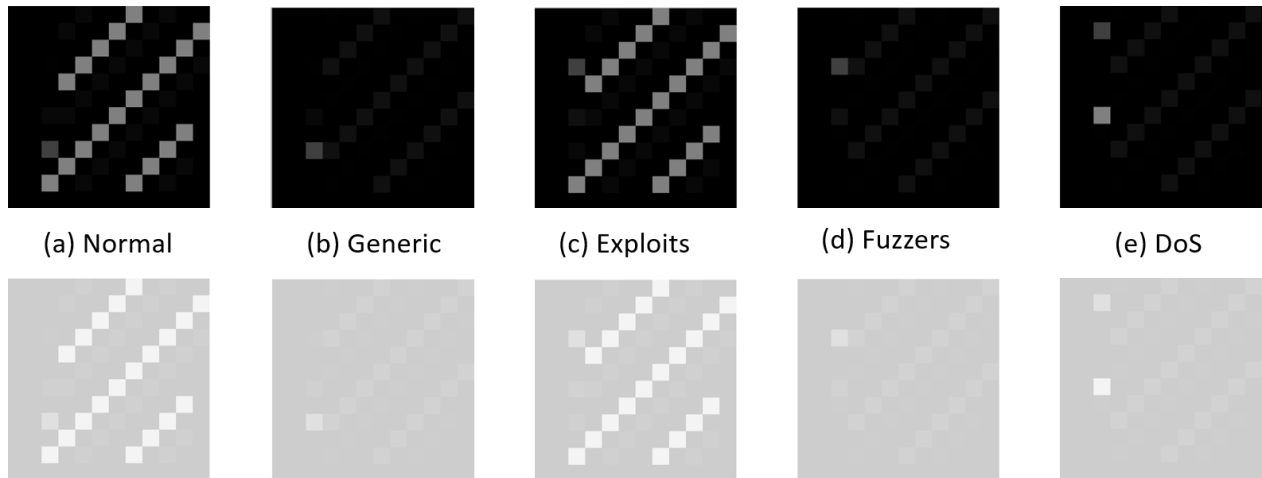 (a) Normal
(b) Generic
(c) Exploits
(d) Fuzzers
(e) DoS